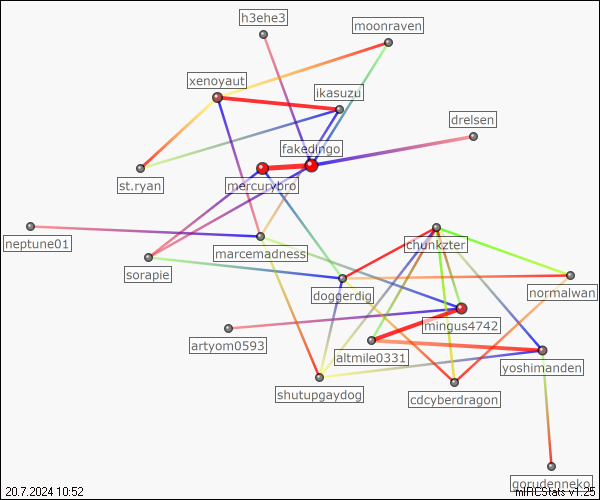 h3ehe3
moonraven
xenoyaut
ikasuzu
drelsen
fakedingo
st.ryan
mercurybro
neptune01
marcemadness
chunkzter
sorapie
doggerdig
normalwan
mingus4742
artyom0593
altmile0331
yoshimanden
shutupgaydog
cdcyberdragon
gorudenneko
20.7.2024 10:52
mIRCStats v1.25